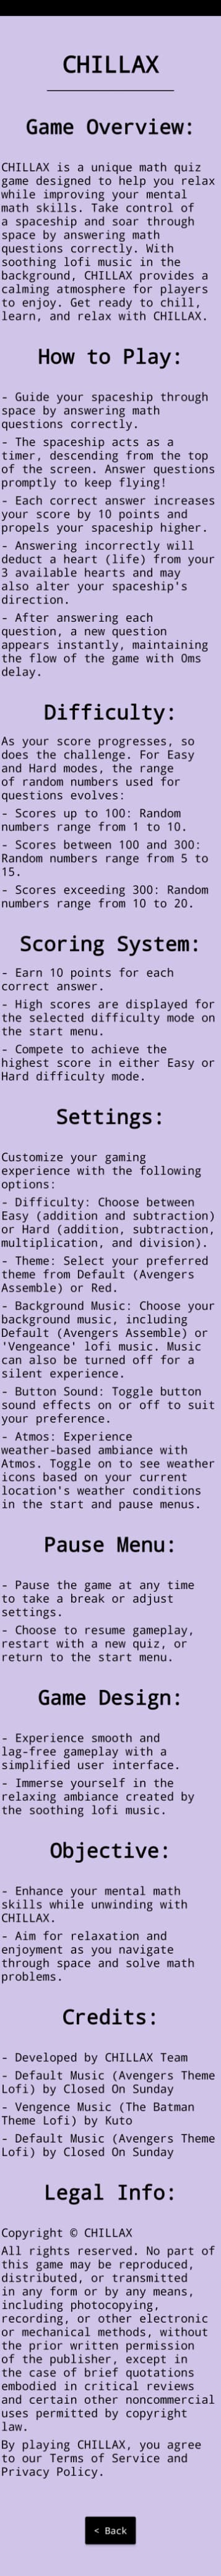 CHILLAX
Game Overview:
CHILLAX is a unique math quiz
game designed to help you relax
while improving your mental
math skills. Take control of
a spaceship and soar through
space by answering math
questions correctly. With
soothing lofi music in the
background, CHILLAX provides a
calming atmosphere for players
to enjoy. Get ready to chill,
learn, and relax with CHILLAX.
How to Play:
- Guide your spaceship through
space by answering math
questions correctly.
- The spaceship acts as a
timer, descending from the top
of the screen. Answer questions
promptly to keep flying!
- Each correct answer increases
your score by 10 points and
propels your spaceship higher.
- Answering incorrectly will
deduct a heart (life) from your
3 available hearts and may
also alter your spaceship's
direction.
- After answering each
question, a new question
appears instantly, maintaining
the flow of the game with 0ms
delay.
Difficulty:
As your score progresses, so
does the challenge. For Easy
and Hard modes, the range
of random numbers used for
questions evolves:
- Scores up to 100: Random
numbers range from 1 to 10.
- Scores between 100 and 300:
Random numbers range from 5 to
15.
- Scores exceeding 300: Random
numbers range from 10 to 20.
Scoring System:
- Earn 10 points for each
correct answer.
- High scores are displayed for
the selected difficulty mode on
the start menu.
- Compete to achieve the
highest score in either Easy or
Hard difficulty mode.
Settings:
Customize your gaming
experience with the following
options:
- Difficulty: Choose between
Easy (addition and subtraction)
or Hard (addition, subtraction,
multiplication, and division).
- Theme: Select your preferred
theme from Default (Avengers
Assemble) or Red.
- Background Music: Choose your
background music, including
Default (Avengers Assemble) or
'Vengeance' lofi music. Music
can also be turned off for a
silent experience.
- Button Sound: Toggle button
sound effects on or off to suit
your preference.
- Atmos: Experience
weather-based ambiance with
Atmos. Toggle on to see weather
icons based on your current
location's weather conditions
in the start and pause menus.
Pause Menu:
- Pause the game at any time
to take a break or adjust
settings.
- Choose to resume gameplay,
restart with a new quiz, or
return to the start menu.
Game Design:
- Experience smooth and
lag-free gameplay with a
simplified user interface.
- Immerse yourself in the
relaxing ambiance created by
the soothing lofi music.
Objective:
- Enhance your mental math
skills while unwinding with
CHILLAX.
- Aim for relaxation and
enjoyment as you navigate
through space and solve math
problems.
Credits:
- Developed by CHILLAX Team
- Default Music (Avengers Theme
Lofi) by Closed On Sunday
- Vengence Music (The Batman
Theme Lofi) by Kuto
- Default Music (Avengers Theme
Lofi) by Closed On Sunday
Legal Info:
Copyright © CHILLAX
All rights reserved. No part of
this game may be reproduced,
distributed, or transmitted
in any form or by any means,
including photocopying,
recording, or other electronic
or mechanical methods, without
the prior written permission
of the publisher, except in
the case of brief quotations
embodied in critical reviews
and certain other noncommercial
uses permitted by copyright
law.
By playing CHILLAX, you agree
to our Terms of Service and
Privacy Policy.
< Back